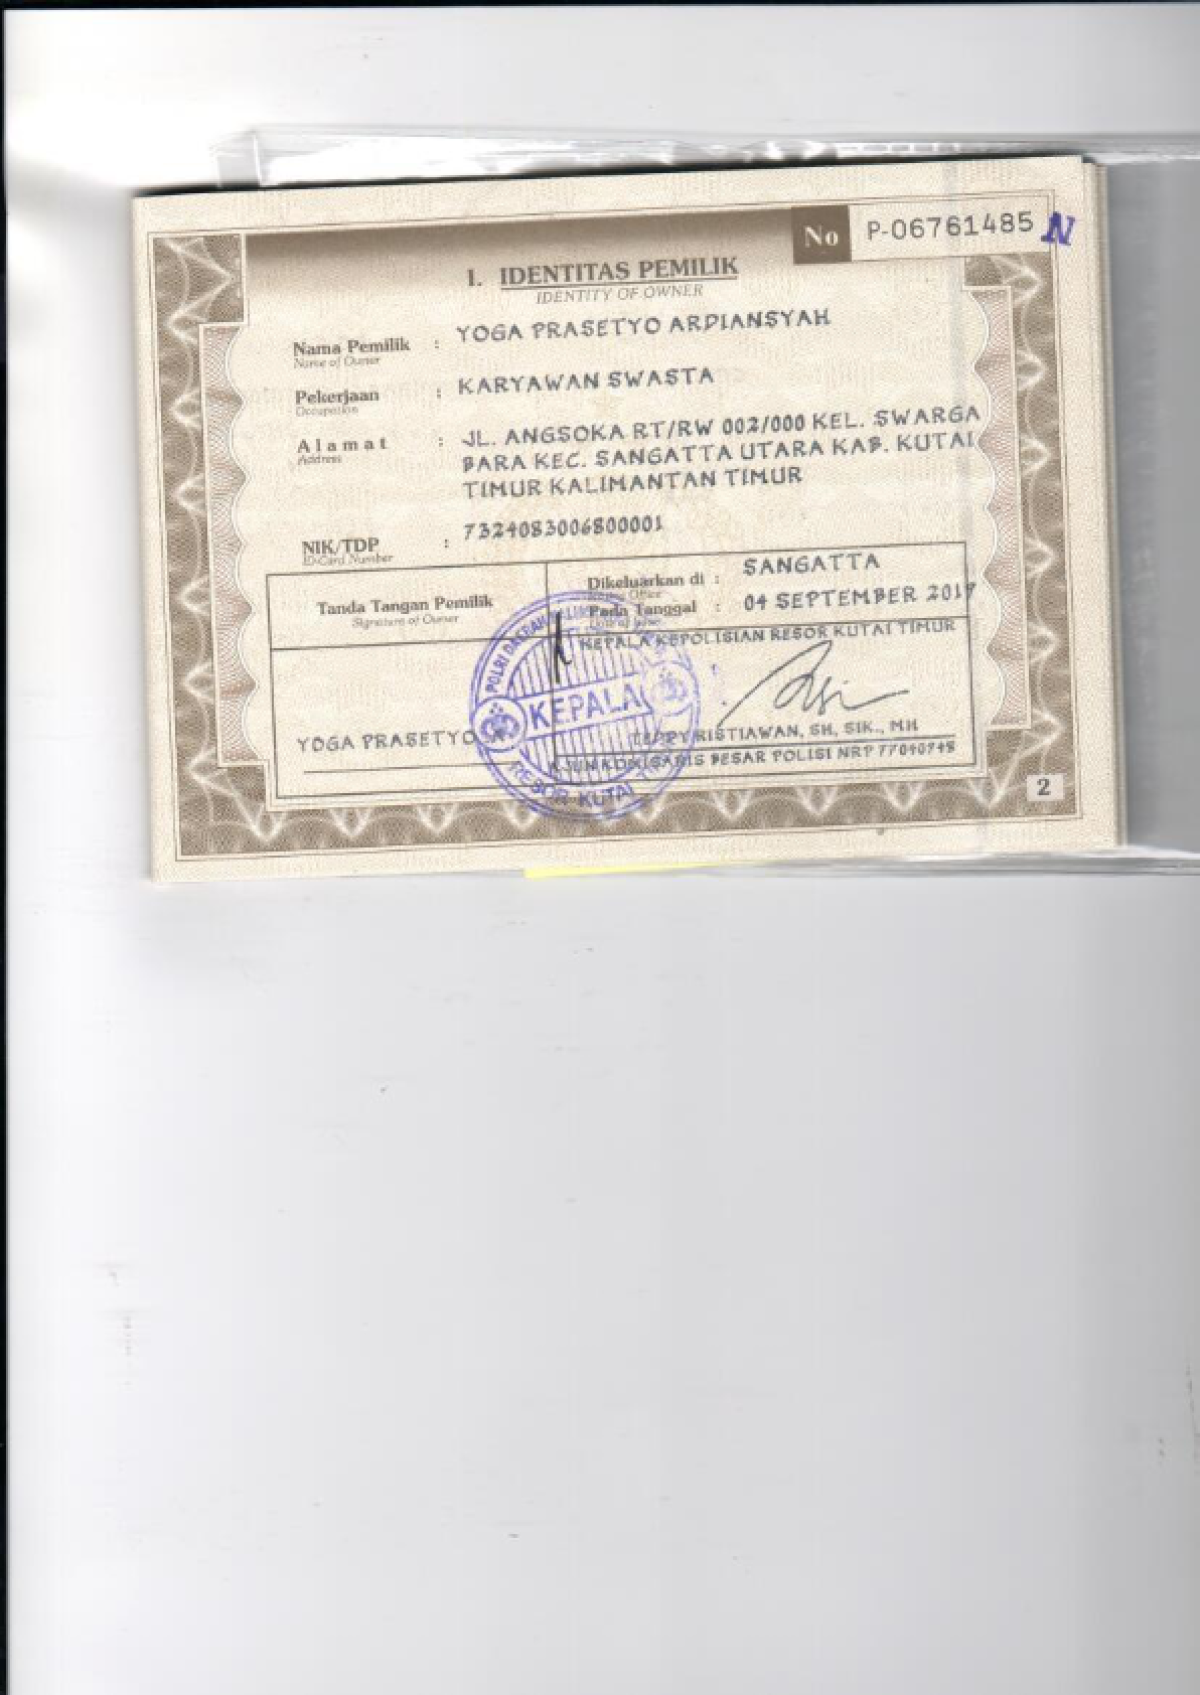 No P-06761485 N
1. IDENTITAS PEMILIK
IDENTITY OF OWNER
Nama Pemilik : YOGA PRASETYO ARDIANSYAH
Name of Owner
Pekerjaan : KARYAWAN SWASTA
Occupation
Alamat : JL. ANGSOKA RT/RW 002/000 KEL. SWARGA
Address
BARA KEC. SANGATTA UTARA KAB. KUTAI
TIMUR KALIMANTAN TIMUR
NIK/TDP : 7324083006800001
ID-Card Number
Dikeluarkan di : SANGATTA
Office
Pada Tanggal : 04 SEPTEMBER 2017
Tanda Tangan Pemilik
Signature of Owner
KEPALA KEPOLISIAN RESOR KUTAI TIMUR
POLRI DAERAH
KEPALA
RESOR KUTAI
YOGA PRASETYO A
RISTIAWAN, SH, SIK., MH
AJUN KOMISARIS BESAR POLISI NRP 77040748
2